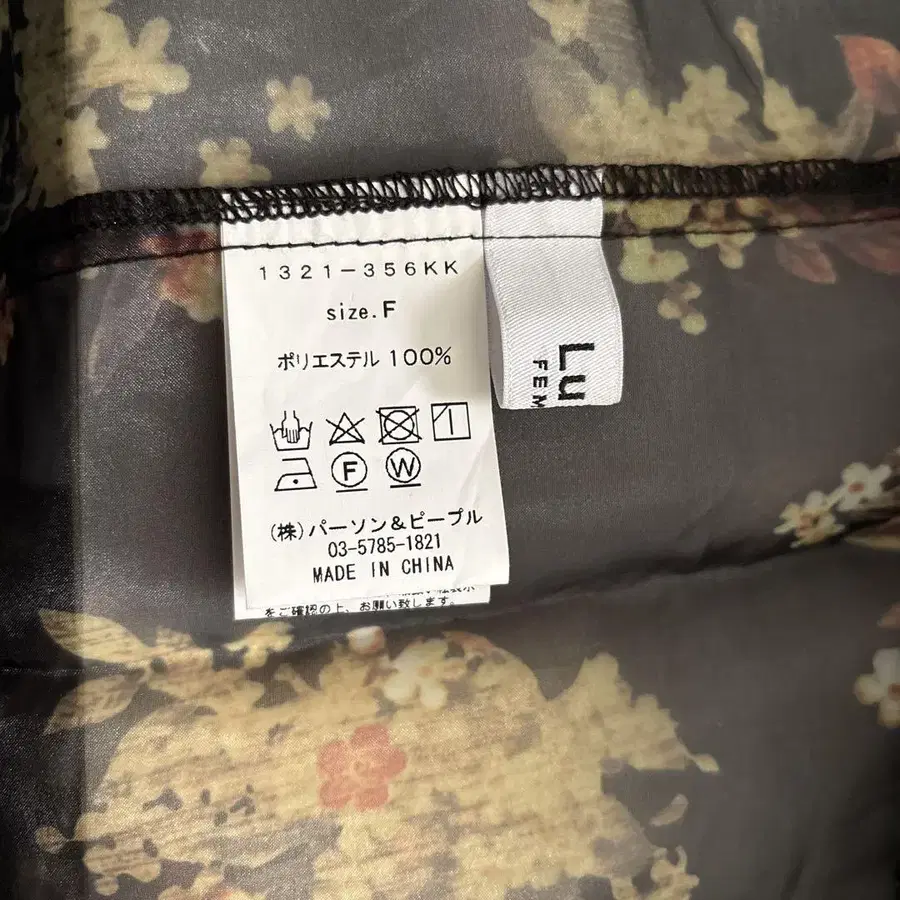 1321-356KK
size.F
ポリエステル 100%
F W
(株)パーソン&ピープル
03-5785-1821
MADE IN CHINA
をご確認の上、お願い致します。
Lu
FEM